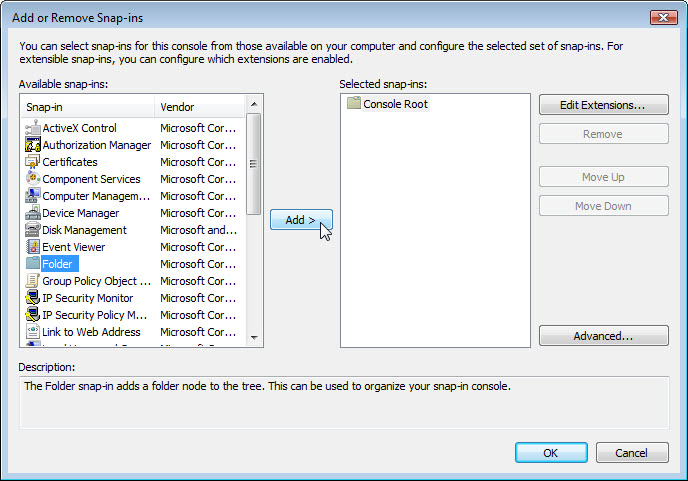 Add or Remove Snap-ins
You can select snap-ins for this console from those available on your computer and configure the selected set of snap-ins. For
extensible snap-ins, you can configure which extensions are enabled.
Available snap-ins:
Selected snap-ins:
Snap-in Vendor
ActiveX Control Microsoft Cor...
Authorization Manager Microsoft Cor...
Certificates Microsoft Cor...
Component Services Microsoft Cor...
Computer Managem... Microsoft Cor...
Device Manager Microsoft Cor...
Disk Management Microsoft and...
Event Viewer Microsoft Cor...
Folder Microsoft Cor...
Group Policy Object ... Microsoft Cor...
IP Security Monitor Microsoft Cor...
IP Security Policy M... Microsoft Cor...
Link to Web Address Microsoft Cor...
Add >
Console Root
Edit Extensions...
Remove
Move Up
Move Down
Advanced...
Description:
The Folder snap-in adds a folder node to the tree. This can be used to organize your snap-in console.
OK
Cancel